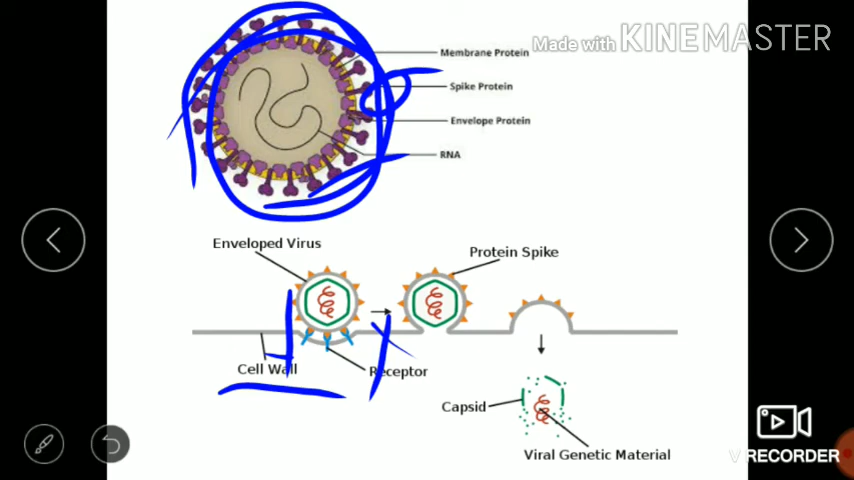 Made with KINEMASTER
Membrane Protein
Spike Protein
Envelope Protein
RNA
Enveloped Virus
Protein Spike
Cell Wall
Receptor
Capsid
Viral Genetic Material
VRECORDER